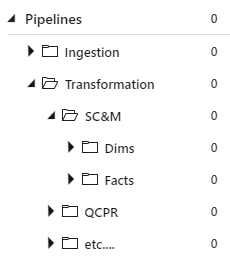 Pipelines 0
Ingestion 0
Transformation 0
SC&M 0
Dims 0
Facts 0
QCPR 0
etc.... 0